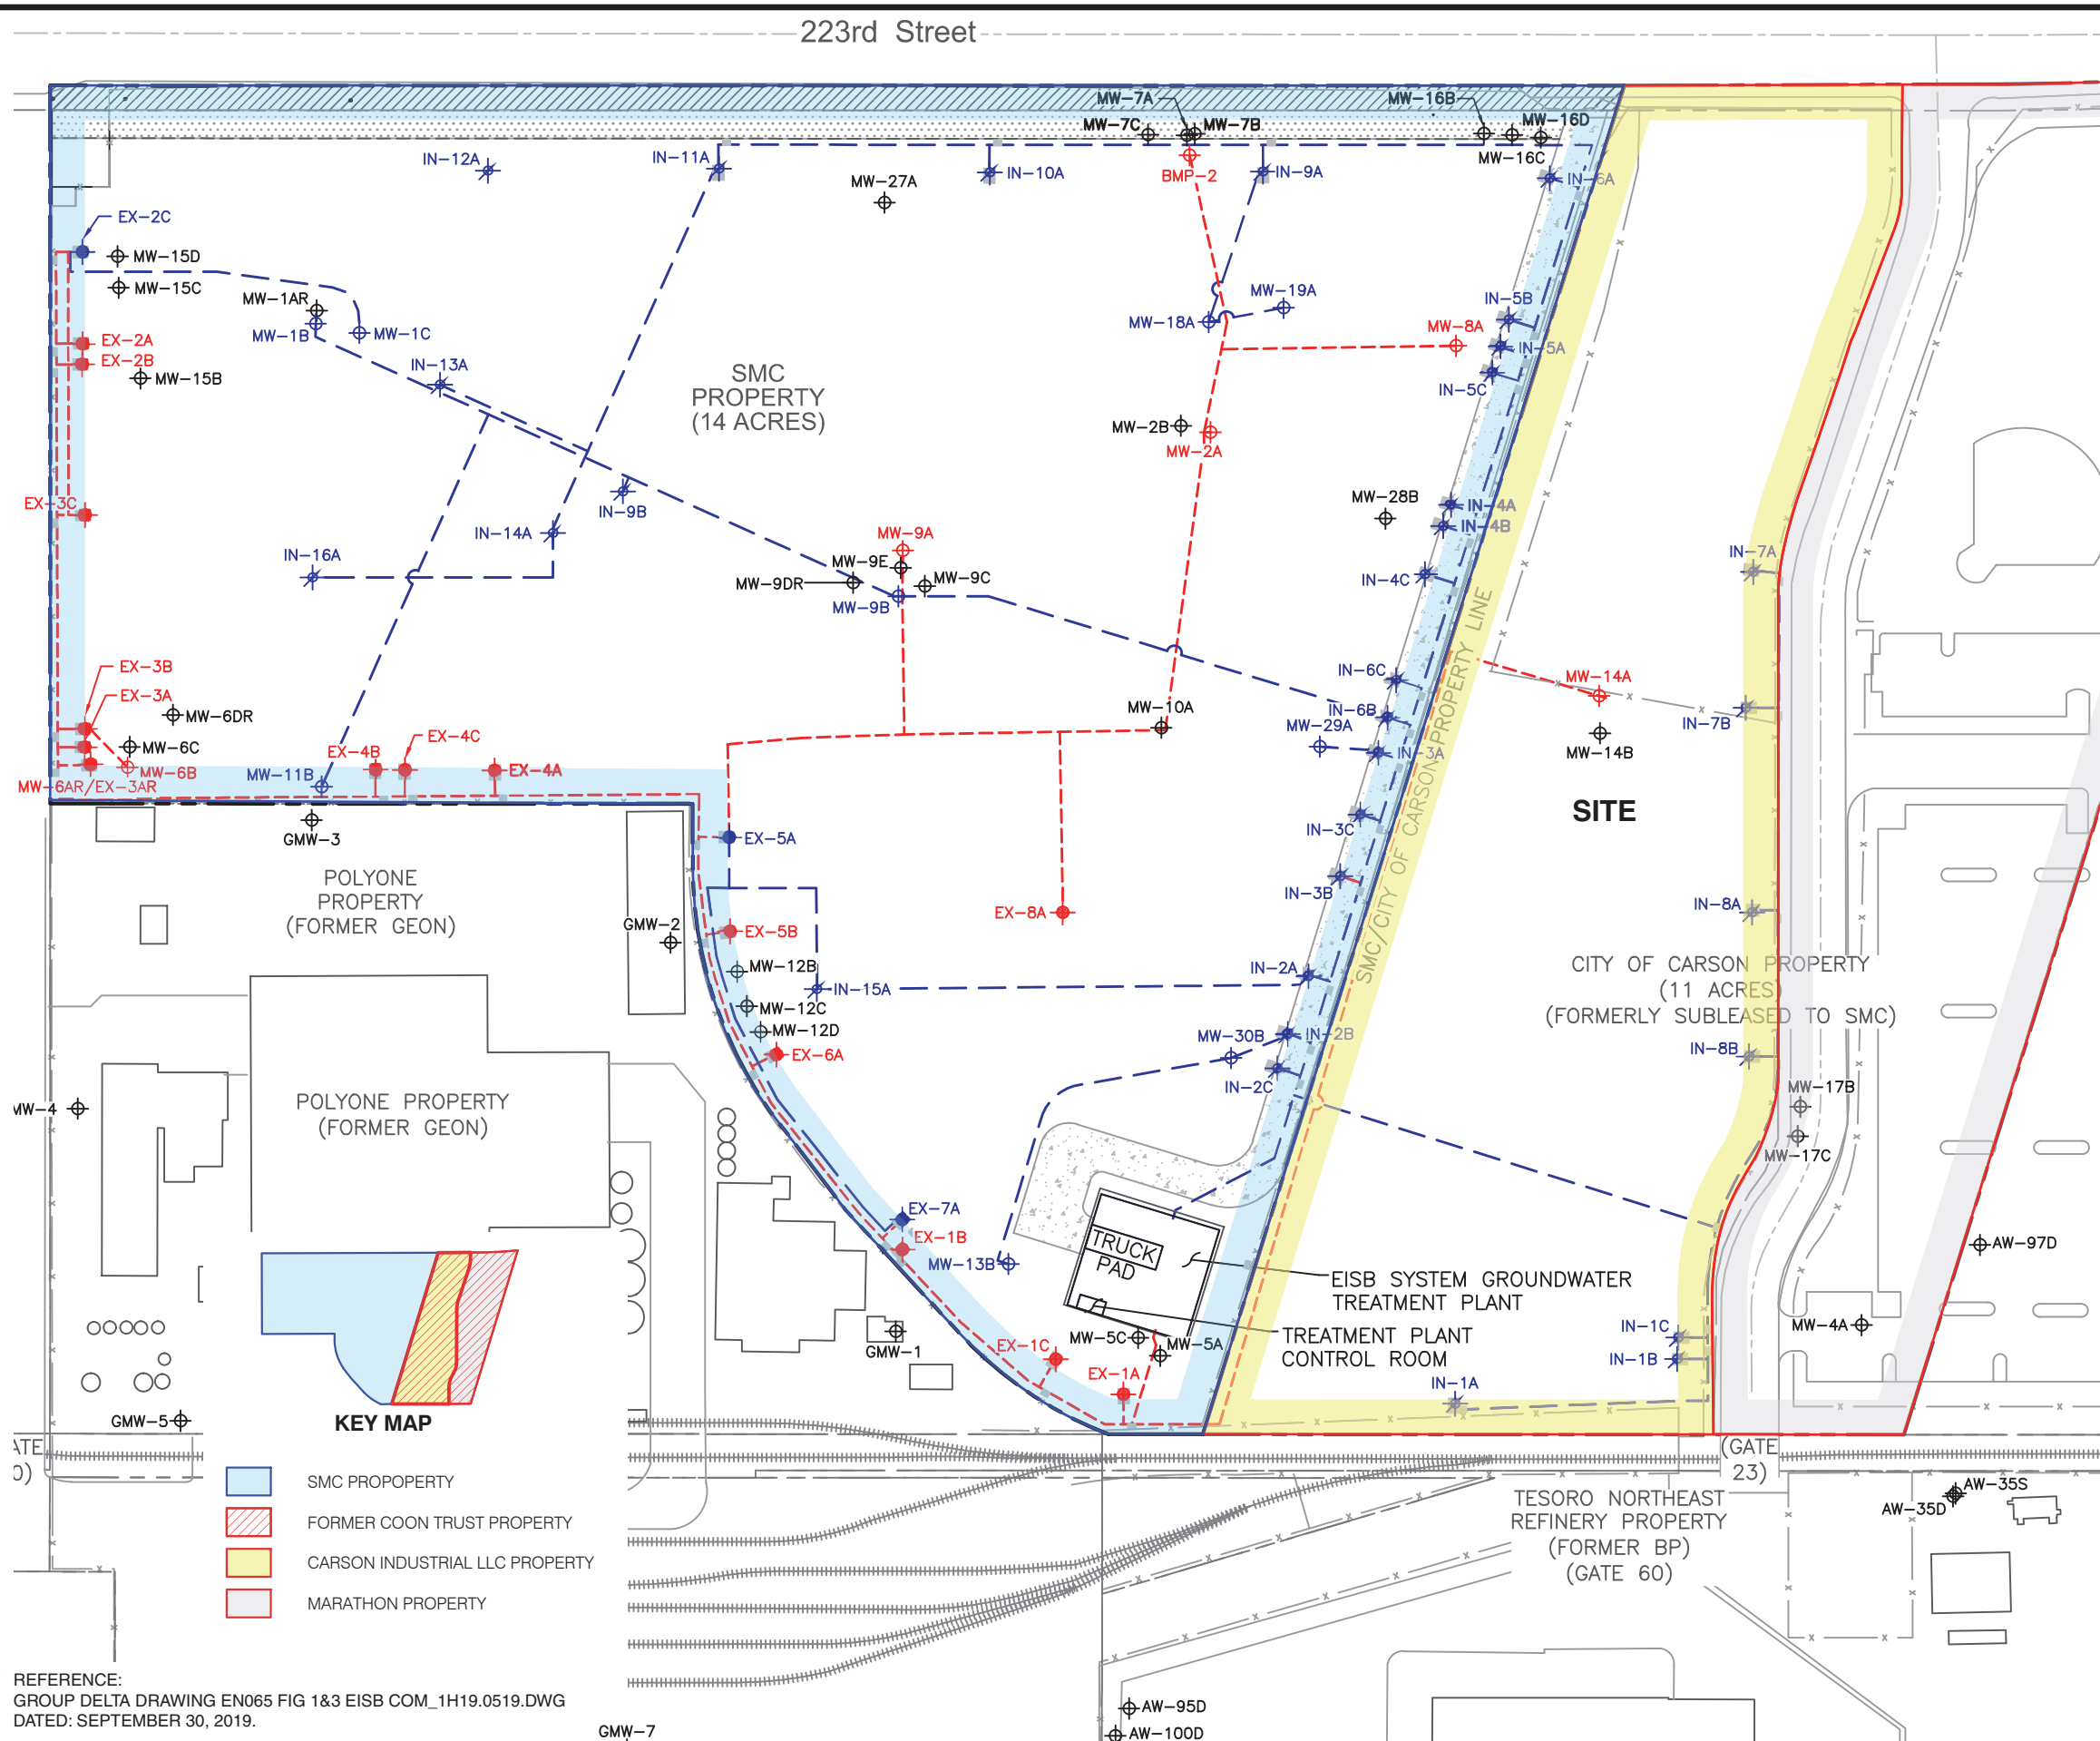 223rd Street
MW-7A
MW-16B
MW-7C
MW-7B
MW-16D
MW-16C
IN-12A
IN-11A
MW-27A
IN-10A
BMP-2
IN-9A
IN-6A
EX-2C
MW-15D
MW-15C
MW-1AR
MW-1B
MW-1C
MW-19A
MW-18A
IN-5B
MW-8A
IN-5A
IN-5C
EX-2A
EX-2B
MW-15B
IN-13A
SMC
PROPERTY
(14 ACRES)
MW-2B
MW-2A
EX-3C
IN-9B
IN-14A
IN-16A
MW-28B
IN-4A
IN-4B
IN-4C
MW-9A
MW-9E
MW-9DR
MW-9C
MW-9B
IN-7A
SMC/CITY OF CARSON PROPERTY LINE
EX-3B
EX-3A
MW-6DR
MW-6C
MW-6B
MW-6AR/EX-3AR
MW-11B
EX-4B
EX-4C
EX-4A
MW-10A
IN-6C
IN-6B
MW-29A
IN-3A
MW-14A
IN-7B
MW-14B
SITE
GMW-3
EX-5A
IN-3C
POLYONE
PROPERTY
(FORMER GEON)
GMW-2
EX-5B
EX-8A
IN-3B
IN-8A
MW-12B
IN-15A
IN-2A
CITY OF CARSON PROPERTY
(11 ACRES)
(FORMERLY SUBLEASED TO SMC)
MW-12C
MW-12D
EX-6A
MW-30B
IN-2B
IN-2C
IN-8B
MW-4
POLYONE PROPERTY
(FORMER GEON)
MW-17B
MW-17C
EX-7A
EX-1B
MW-13B
TRUCK
PAD
AW-97D
EISB SYSTEM GROUNDWATER
TREATMENT PLANT
TREATMENT PLANT
CONTROL ROOM
GMW-1
MW-5C
MW-5A
EX-1C
EX-1A
IN-1C
IN-1B
IN-1A
MW-4A
GMW-5
KEY MAP
(GATE
23)
SMC PROPOPERTY
FORMER COON TRUST PROPERTY
CARSON INDUSTRIAL LLC PROPERTY
MARATHON PROPERTY
TESORO NORTHEAST
REFINERY PROPERTY
(FORMER BP)
(GATE 60)
AW-35S
AW-35D
REFERENCE:
GROUP DELTA DRAWING EN065 FIG 1&3 EISB COM_1H19.0519.DWG
DATED: SEPTEMBER 30, 2019.
GMW-7
AW-95D
AW-100D